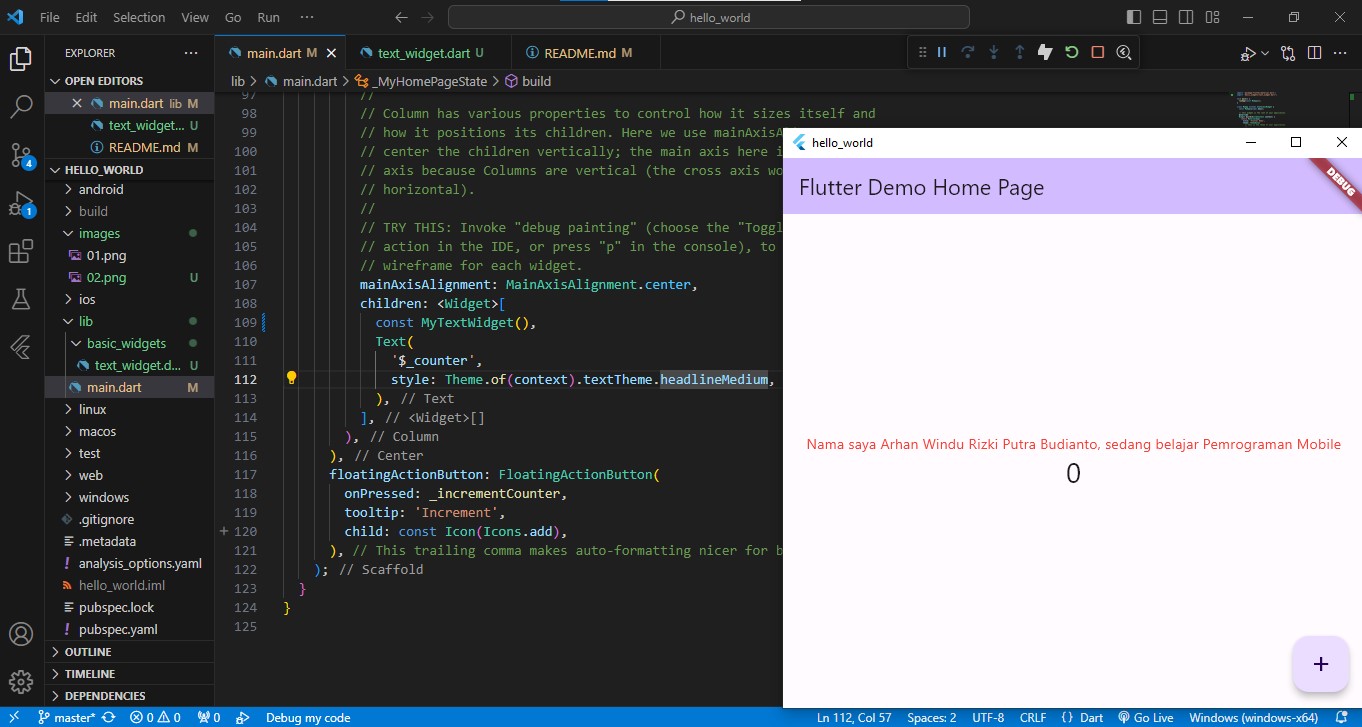 File Edit Selection View Go Run ···
hello_world
EXPLORER ···
OPEN EDITORS
main.dart lib M
text_widget... U
README.md M
HELLO_WORLD
android
build
images
01.png
02.png U
ios
lib
basic_widgets
text_widget.d... U
main.dart M
linux
macos
test
web
windows
.gitignore
.metadata
! analysis_options.yaml
hello_world.iml
pubspec.lock
! pubspec.yaml
OUTLINE
TIMELINE
DEPENDENCIES
4
1
main.dart M
text_widget.dart U
README.md M
lib > main.dart > _MyHomePageState > build
97 //
98 // Column has various properties to control how it sizes itself and
99 // how it positions its children. Here we use mainAxisA
100 // center the children vertically; the main axis here i
101 // axis because Columns are vertical (the cross axis wo
102 // horizontal).
103 //
104 // TRY THIS: Invoke "debug painting" (choose the "Toggl
105 // action in the IDE, or press "p" in the console), to
106 // wireframe for each widget.
107 mainAxisAlignment: MainAxisAlignment.center,
108 children: <Widget>[
109 const MyTextWidget(),
110 Text(
111 '$_counter',
112 style: Theme.of(context).textTheme.headlineMedium,
113 ), // Text
114 ], // <Widget>[]
115 ), // Column
116 ), // Center
117 floatingActionButton: FloatingActionButton(
118 onPressed: _incrementCounter,
119 tooltip: 'Increment',
120 child: const Icon(Icons.add),
121 ), // This trailing comma makes auto-formatting nicer for b
122 ); // Scaffold
123 }
124 }
125
hello_world
Flutter Demo Home Page
DEBUG
Nama saya Arhan Windu Rizki Putra Budianto, sedang belajar Pemrograman Mobile
0
+
master* 0 0 0 Debug my code
Ln 112, Col 57 Spaces: 2 UTF-8 CRLF {} Dart Go Live Windows (windows-x64)